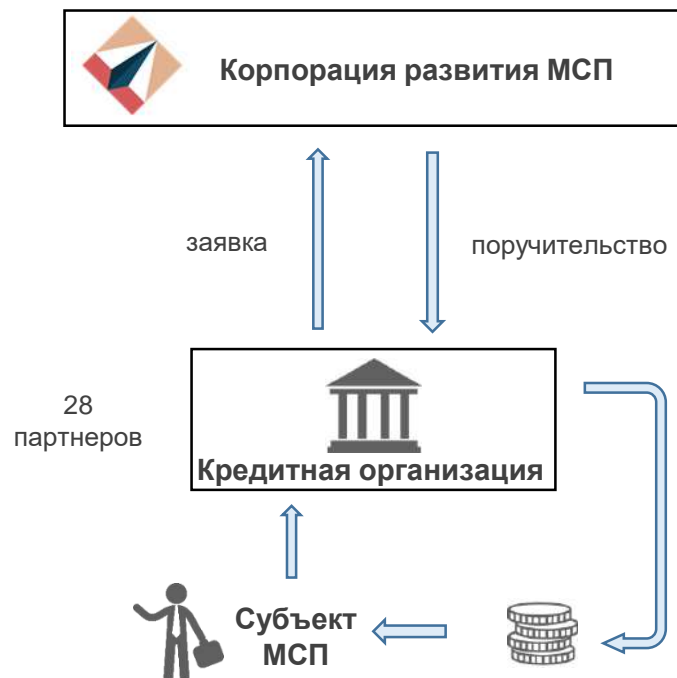 Корпорация развития МСП
заявка
поручительство
28
партнеров
Кредитная организация
Субъект
МСП